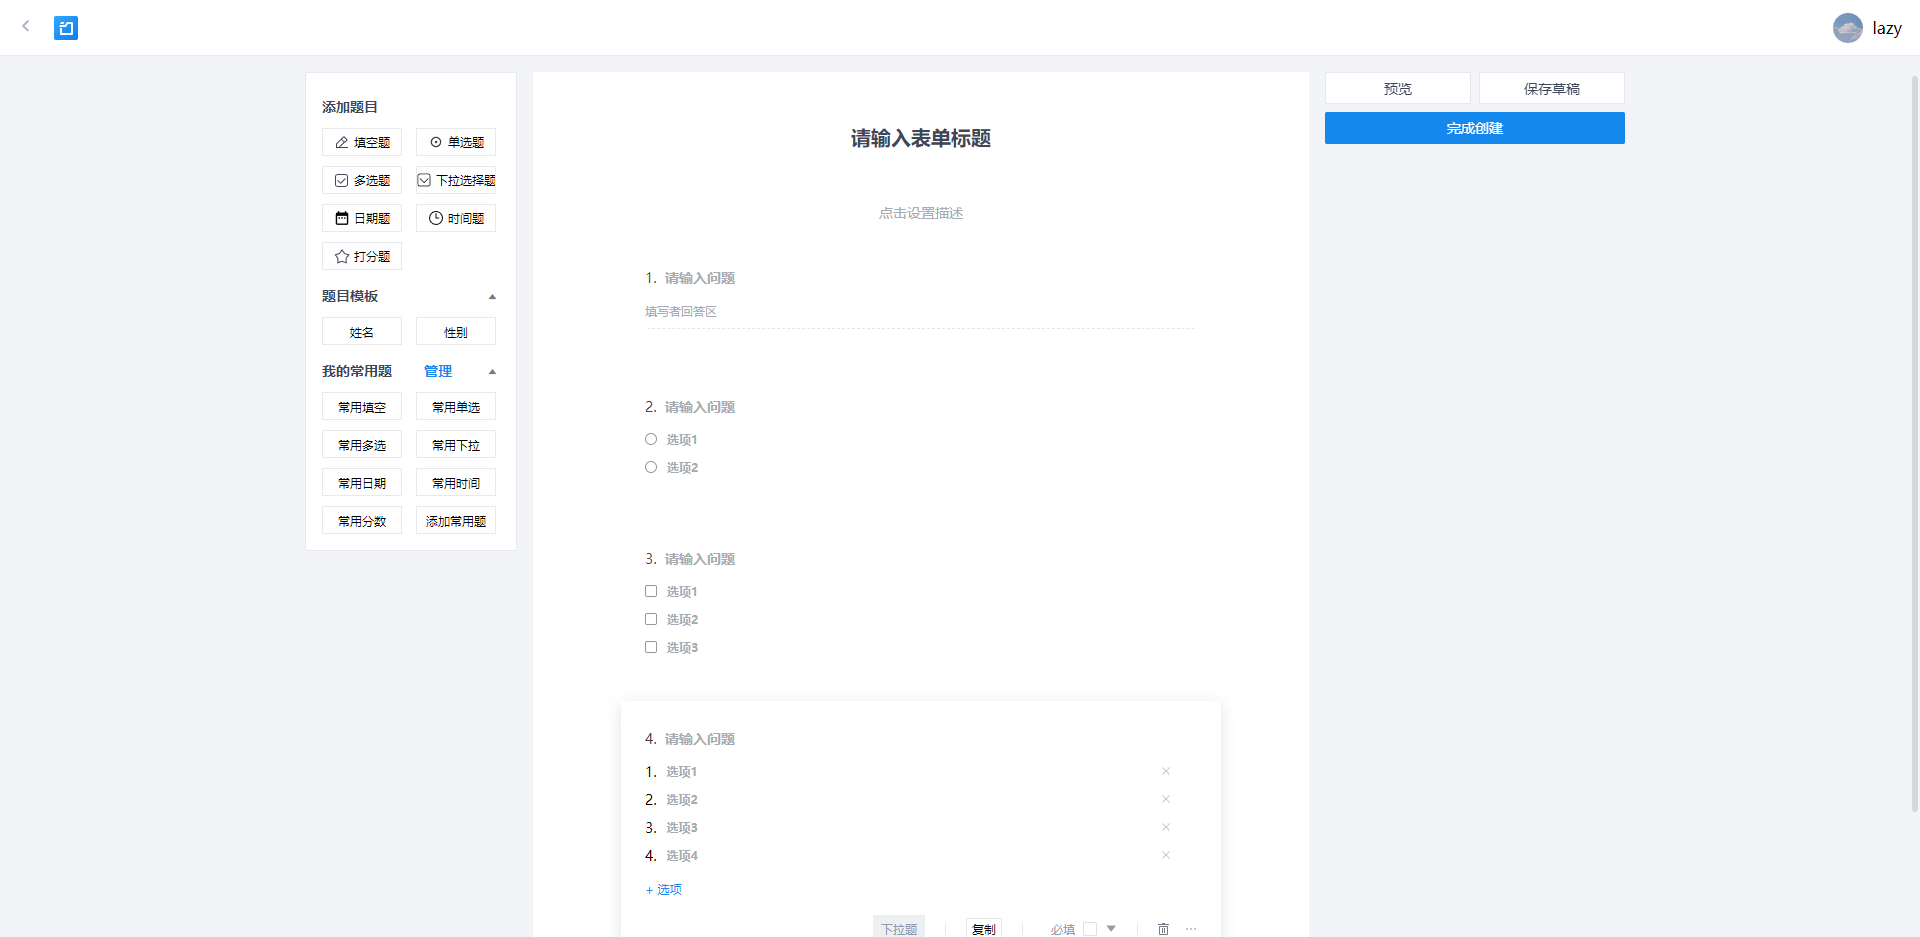 lazy
添加题目
填空题 单选题
多选题 下拉选择题
日期题 时间题
打分题
题目模板
姓名 性别
我的常用题 管理
常用填空 常用单选
常用多选 常用下拉
常用日期 常用时间
常用分数 添加常用题
请输入表单标题
点击设置描述
1. 请输入问题
填写者回答区
2. 请输入问题
选项1
选项2
3. 请输入问题
选项1
选项2
选项3
4. 请输入问题
1. 选项1
2. 选项2
3. 选项3
4. 选项4
+ 选项
下拉题 复制 必填
预览 保存草稿
完成创建